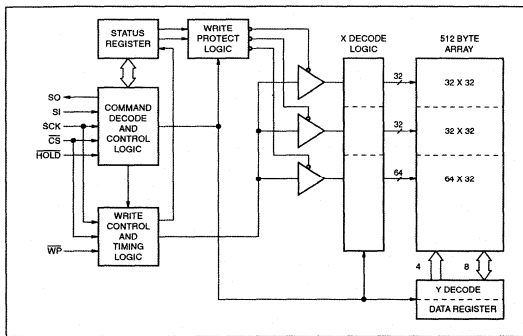 STATUS
REGISTER
WRITE
PROTECT
LOGIC
X DECODE
LOGIC
512 BYTE
ARRAY
SO
SI
SCK
CS
HOLD
COMMAND
DECODE
AND
CONTROL
LOGIC
32
32 X 32
32
32 X 32
64
64 X 32
WP
WRITE
CONTROL
AND
TIMING
LOGIC
4
8
Y DECODE
DATA REGISTER